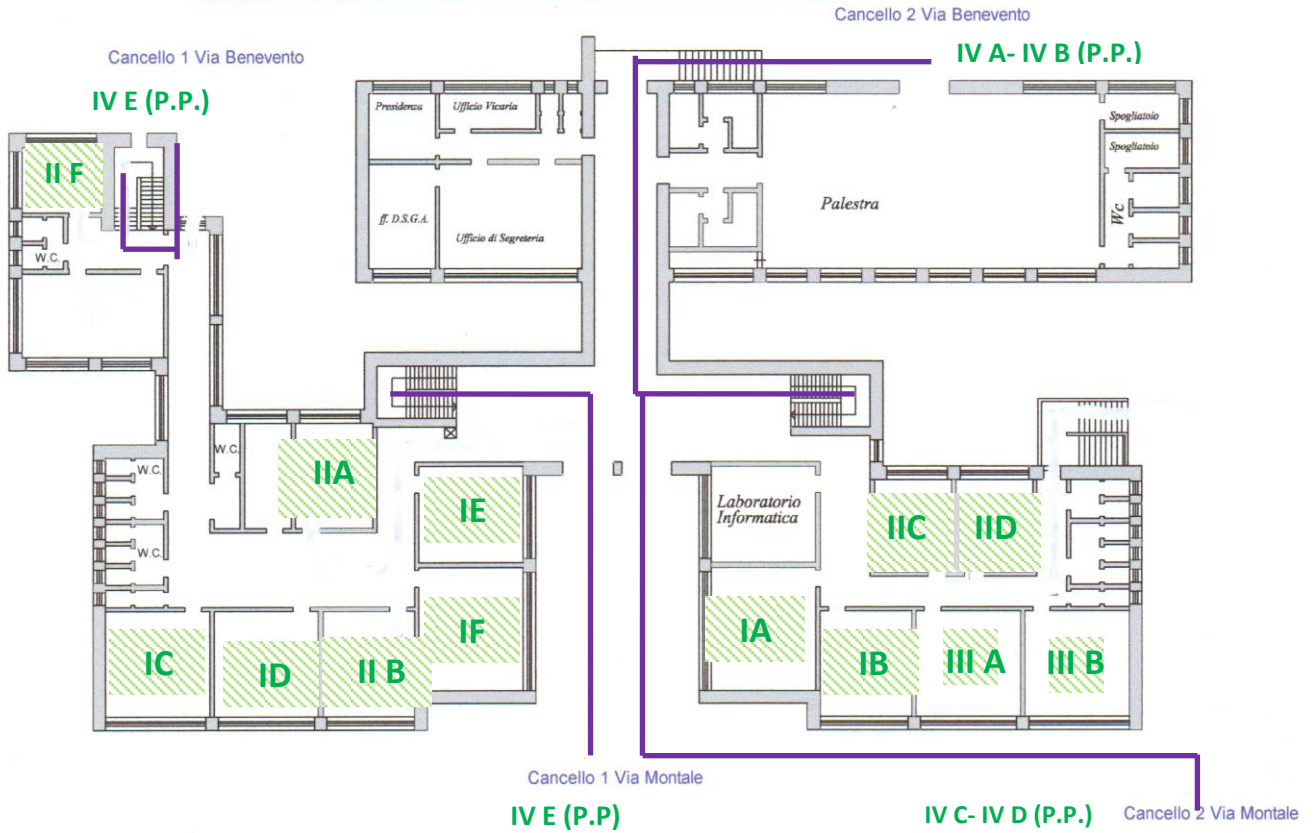 Cancello 2 Via Benevento
IV A- IV B (P.P.)
Cancello 1 Via Benevento
IV E (P.P.)
Presidenza
Ufficio Vicaria
ff. D.S.G.A.
Ufficio di Segreteria
Palestra
Spogliatoio
Spogliatoio
Wc
II F
W.C.
W.C.
W.C.
W.C.
IIA
IE
IF
IC
ID
II B
Laboratorio
Informatica
IIC
IID
IA
IB
III A
III B
Cancello 1 Via Montale
IV E (P.P)
IV C- IV D (P.P.)
Cancello 2 Via Montale